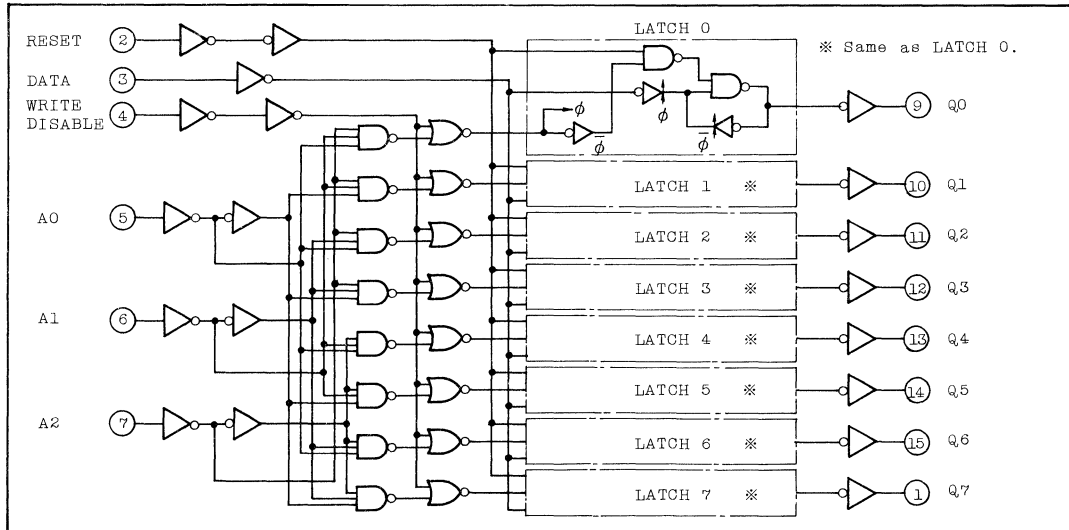 LATCH 0
RESET 2
※ Same as LATCH 0.
DATA 3
WRITE
DISABLE 4
φ
φ
φ̅
φ̅
9 Q0
LATCH 1 ※ 10 Q1
A0 5
LATCH 2 ※ 11 Q2
LATCH 3 ※ 12 Q3
A1 6
LATCH 4 ※ 13 Q4
LATCH 5 ※ 14 Q5
A2 7
LATCH 6 ※ 15 Q6
LATCH 7 ※ 1 Q7